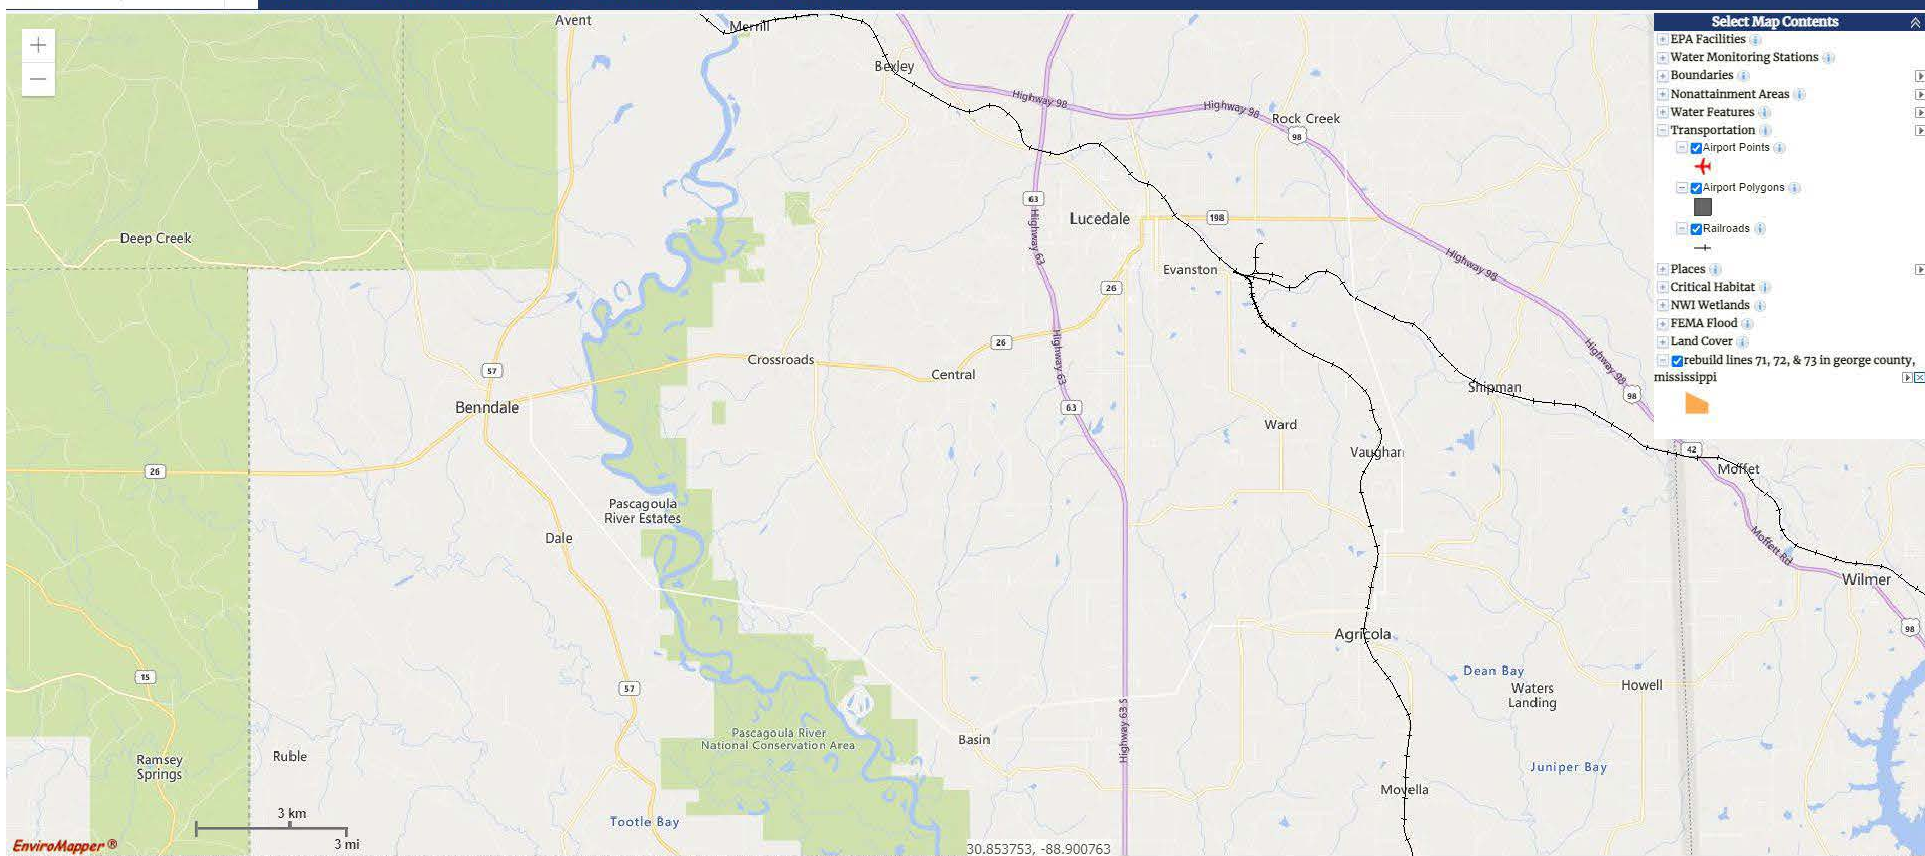 Select Map Contents
EPA Facilities
Water Monitoring Stations
Boundaries
Nonattainment Areas
Water Features
Transportation
Airport Points
Airport Polygons
Railroads
Places
Critical Habitat
NWI Wetlands
FEMA Flood
Land Cover
rebuild lines 71, 72, & 73 in george county,
mississippi
Avent
Merrill
Bexley
Highway 98
Highway 98
Rock Creek
98
63
Lucedale
198
Deep Creek
Highway 63
Highway 98
Evanston
26
26
Highway 63
Highway 98
Crossroads
57
Central
Shipman
98
Benndale
63
Ward
42
Vaughan
26
Moffet
Pascagoula
River Estates
Dale
Moffett Rd
Wilmer
98
Agricola
15
57
Dean Bay
Waters
Landing
Howell
Highway 63 S
Pascagoula River
National Conservation Area
Basin
Ramsey
Springs
Ruble
Juniper Bay
Movella
3 km
Tootle Bay
3 mi
EnviroMapper ®
30.853753, -88.900763